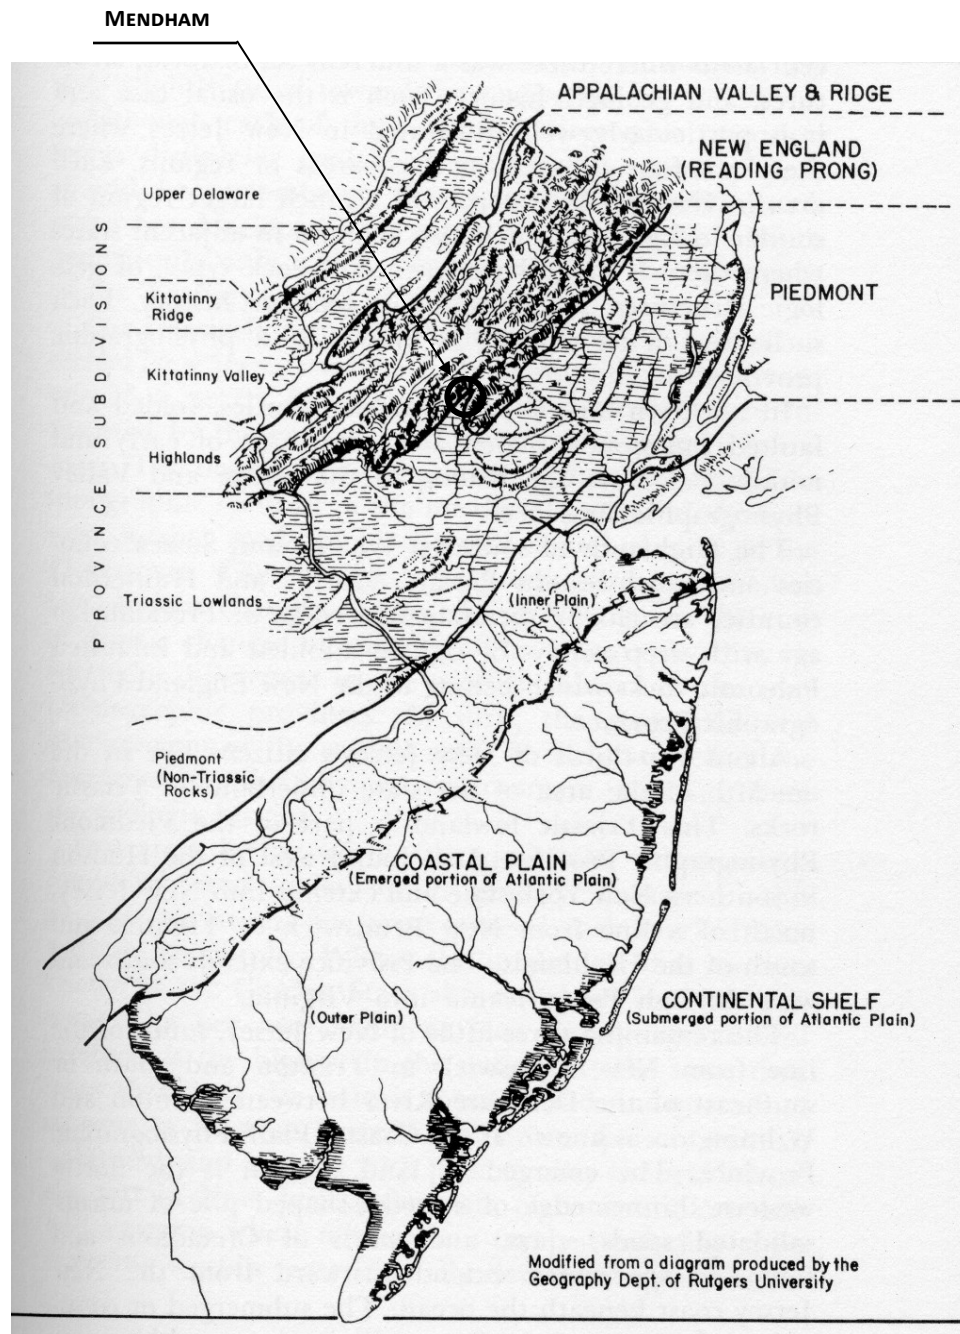 MENDHAM
APPALACHIAN VALLEY & RIDGE
NEW ENGLAND
(READING PRONG)
Upper Delaware
PROVINCE SUBDIVISIONS
PIEDMONT
Kittatinny
Ridge
Kittatinny Valley
Highlands
Triassic Lowlands
(Inner Plain)
Piedmont
(Non-Triassic
Rocks)
COASTAL PLAIN
(Emerged portion of Atlantic Plain)
CONTINENTAL SHELF
(Submerged portion of Atlantic Plain)
(Outer Plain)
Modified from a diagram produced by the
Geography Dept. of Rutgers University